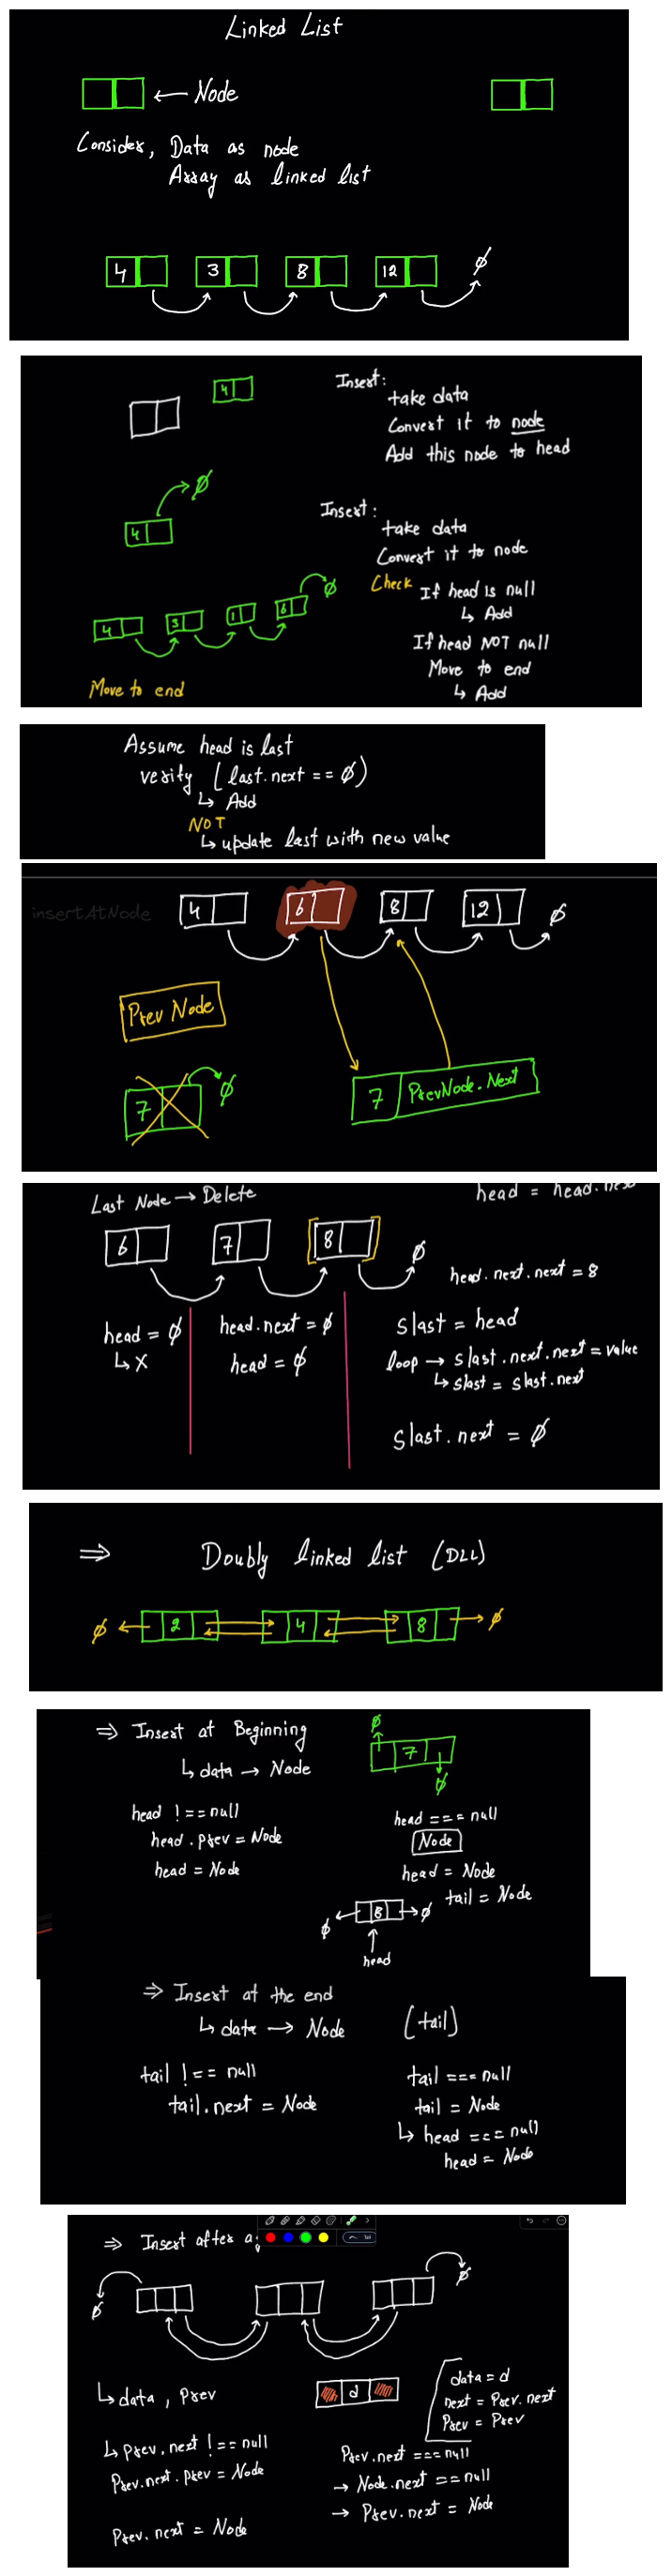 Linked List
← Node
Consider, Data as node
Array as linked list
4 3 8 12 ∅
4
Insert:
take data
Convert it to node
Add this node to head
∅
4
Insert:
take data
Convert it to node
Check If head is null
↳ Add
If head NOT null
Move to end
↳ Add
4 3 1 6 ∅
Move to end
Assume head is last
verify (last.next == ∅)
↳ Add
NOT
↳ update last with new value
insertAtNode
4 6 8 12 ∅
Prev Node
7 ∅
7 PrevNode.Next
Last Node → Delete
head = head.next
6 7 8 ∅
head.next.next = 8
head = ∅
↳ X
head.next = ∅
head = ∅
slast = head
loop → slast.next.next = value
↳ slast = slast.next
slast.next = ∅
⇒ Doubly linked list (DLL)
∅ 2 4 8 ∅
⇒ Insert at Beginning
↳ data → Node
∅
7
∅
head !== null
head.prev = Node
head = Node
head === null
Node
head = Node
tail = Node
∅ 8 ∅
head
⇒ Insert at the end
↳ data → Node (tail)
tail !== null
tail.next = Node
tail === null
tail = Node
↳ head === null
head = Node
⇒ Insert after a
∅ ∅
↳ data, prev
d
data = d
next = Prev.next
Prev = Prev
↳ prev.next !== null
Prev.next.prev = Node
Prev.next = Node
Prev.next === null
→ Node.next == null
→ Prev.next = Node